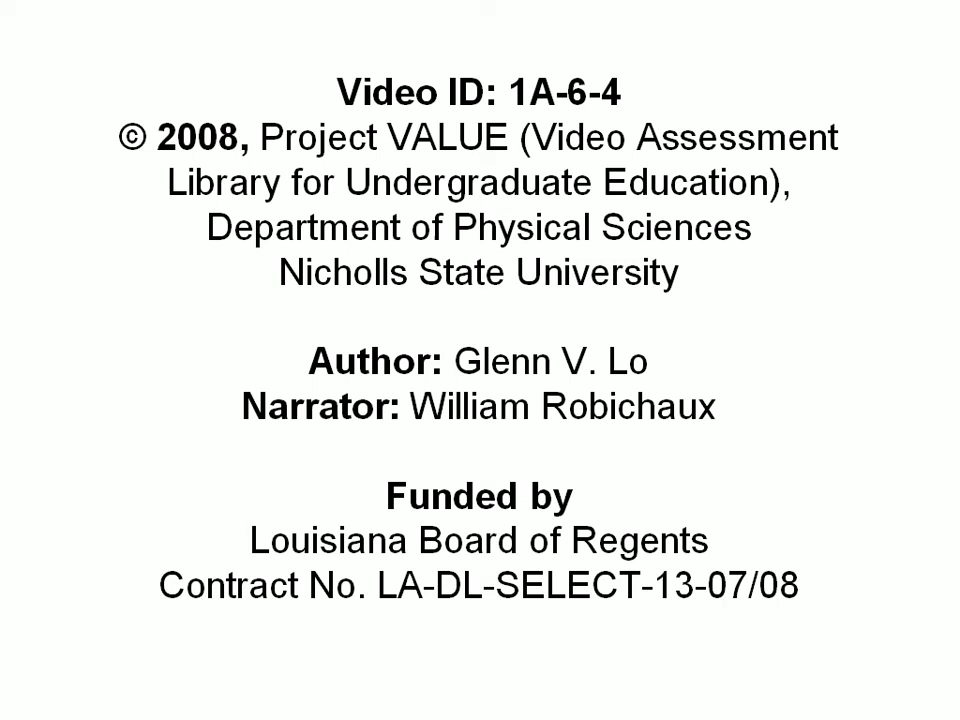 Video ID: 1A-6-4
© 2008, Project VALUE (Video Assessment
Library for Undergraduate Education),
Department of Physical Sciences
Nicholls State University
Author: Glenn V. Lo
Narrator: William Robichaux
Funded by
Louisiana Board of Regents
Contract No. LA-DL-SELECT-13-07/08